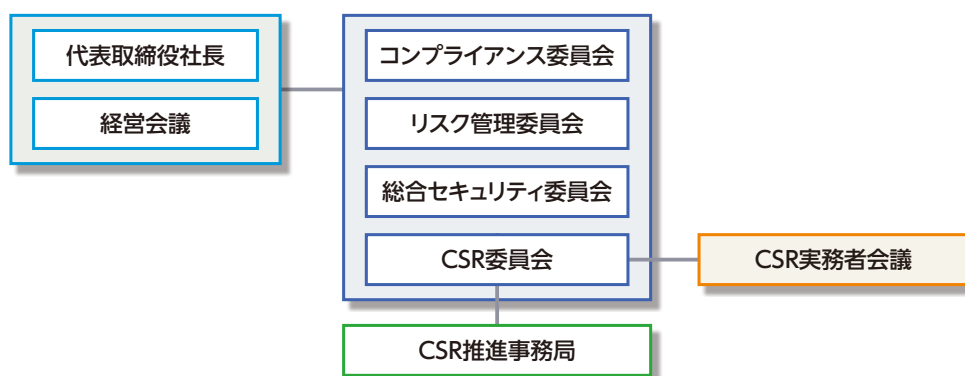 代表取締役社長
経営会議
コンプライアンス委員会
リスク管理委員会
総合セキュリティ委員会
CSR委員会
CSR実務者会議
CSR推進事務局